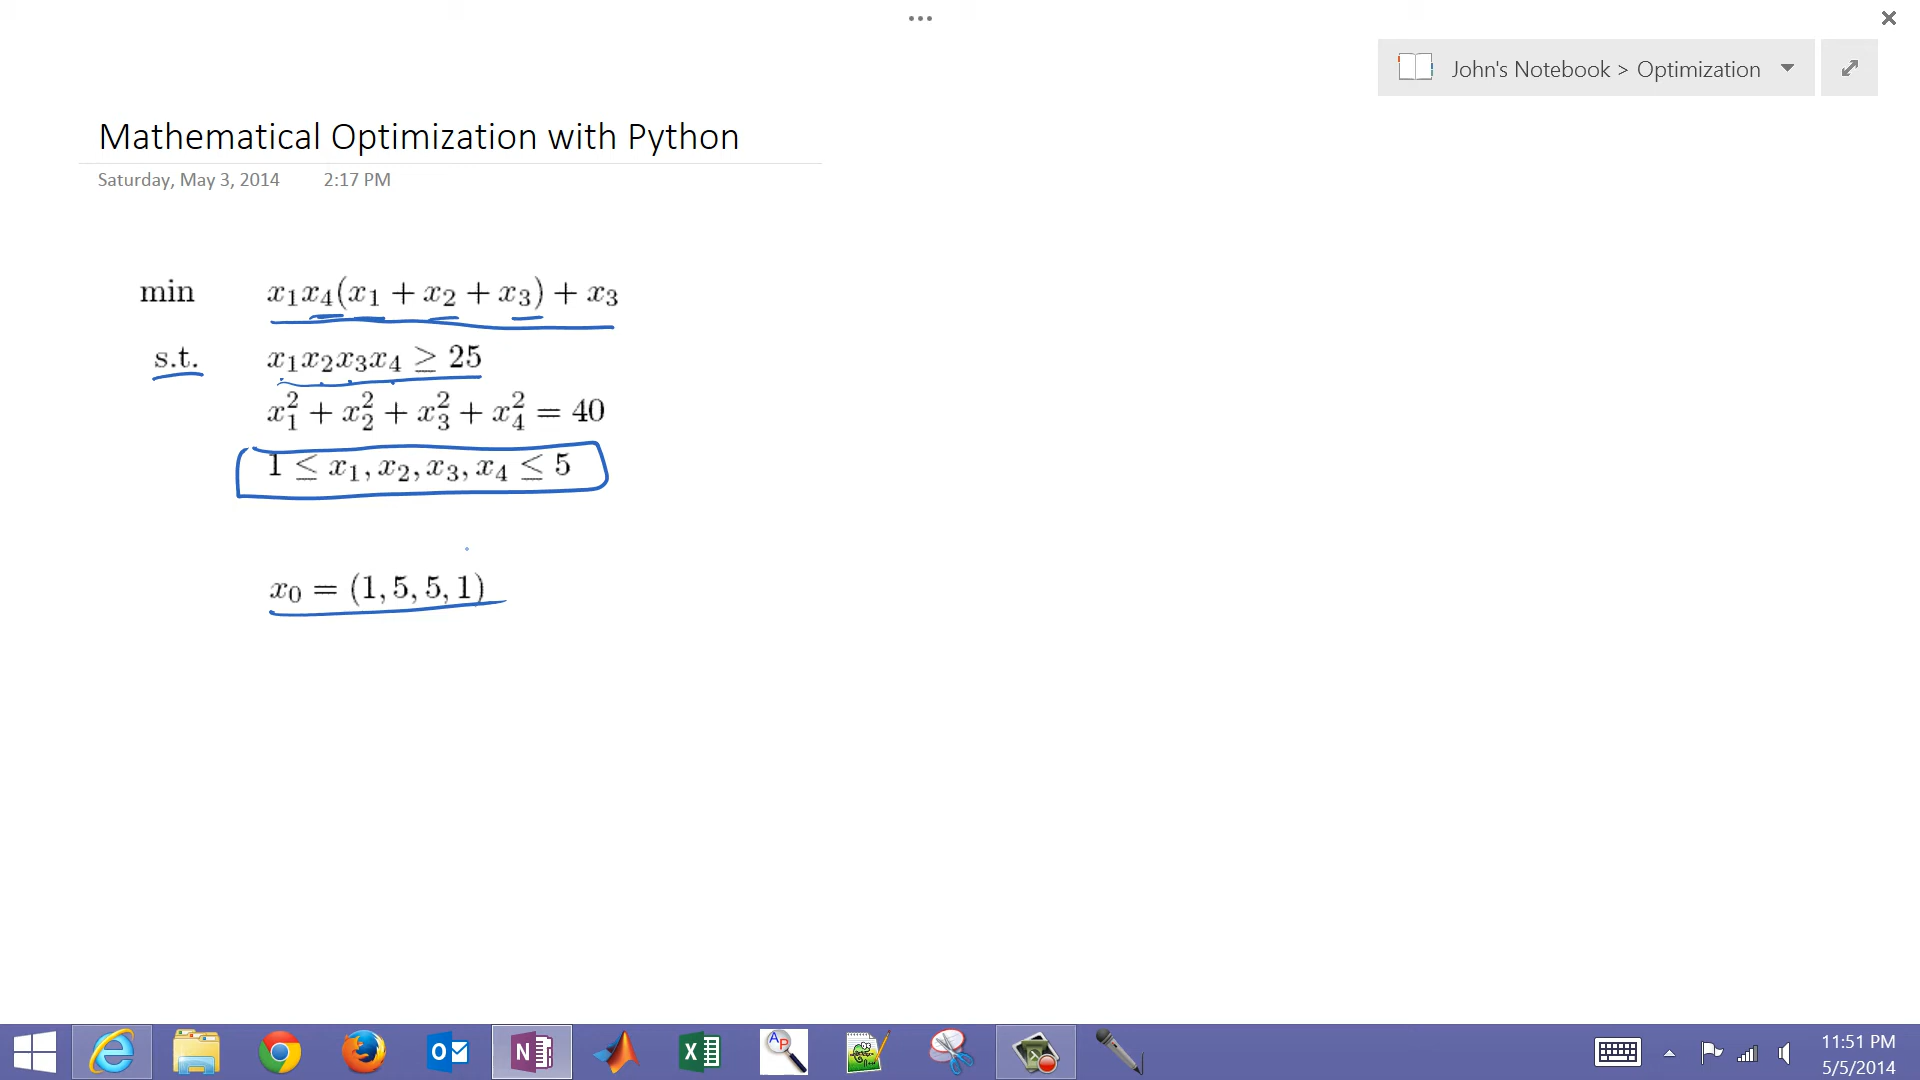 John's Notebook > Optimization
Mathematical Optimization with Python
Saturday, May 3, 2014 2:17 PM
min x₁x₄(x₁ + x₂ + x₃) + x₃
s.t. x₁x₂x₃x₄ ≥ 25
x₁² + x₂² + x₃² + x₄² = 40
1 ≤ x₁, x₂, x₃, x₄ ≤ 5
x₀ = (1, 5, 5, 1)
11:51 PM
5/5/2014